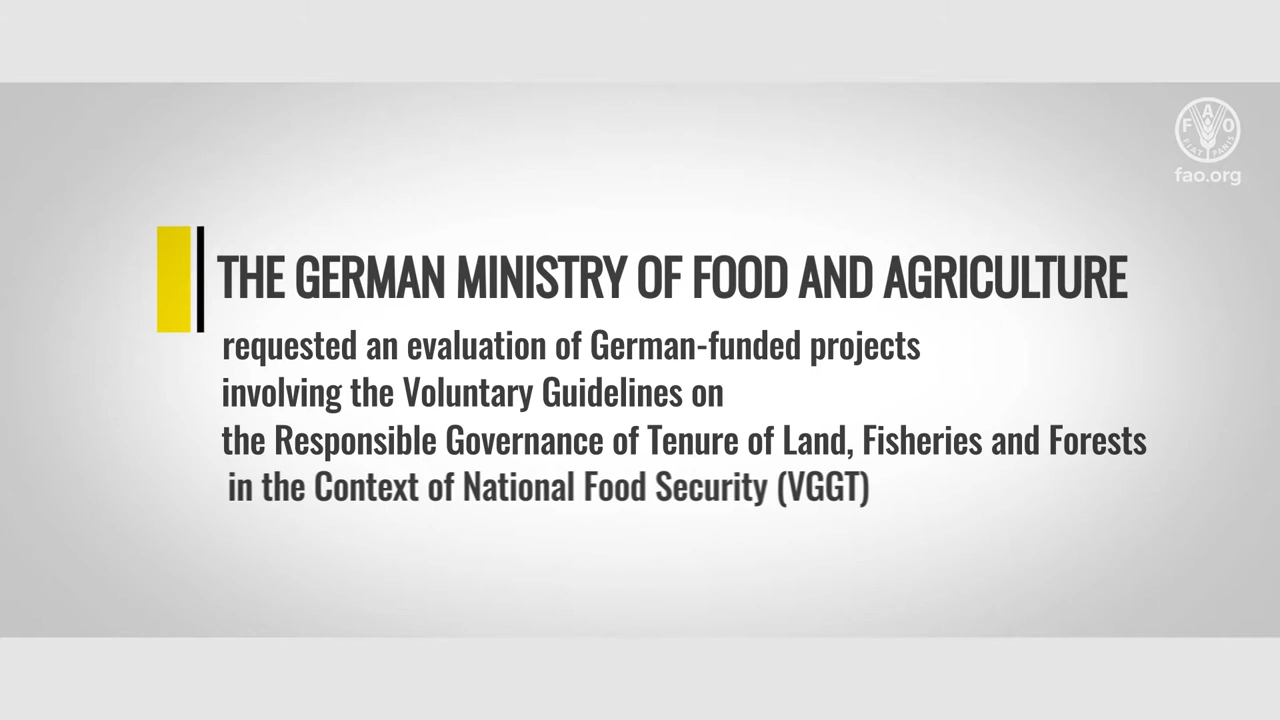 F A O
FIAT PANIS
fao.org
THE GERMAN MINISTRY OF FOOD AND AGRICULTURE
requested an evaluation of German-funded projects
involving the Voluntary Guidelines on
the Responsible Governance of Tenure of Land, Fisheries and Forests
in the Context of National Food Security (VGGT)